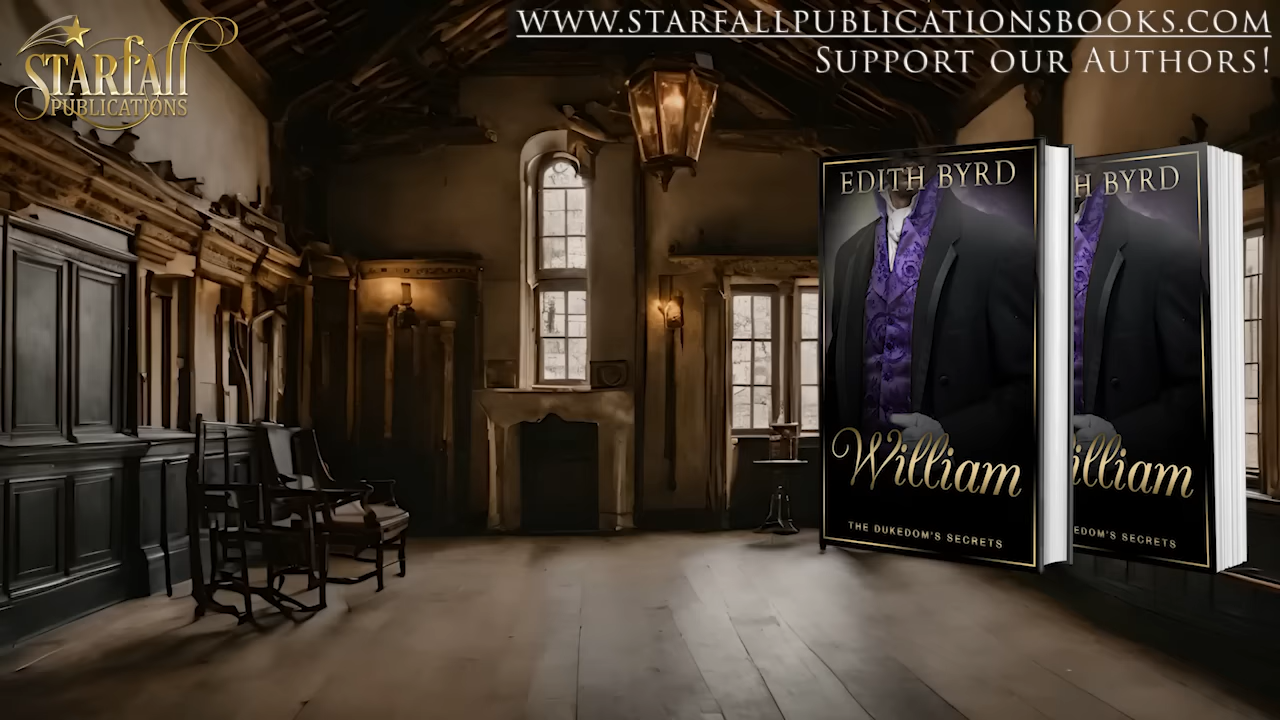 STARfall
PUBLICATIONS
WWW.STARFALLPUBLICATIONSBOOKS.COM
SUPPORT OUR AUTHORS!
EDITH BYRD
William
THE DUKEDOM'S SECRETS
H BYRD
illiam
EDOM'S SECRETS